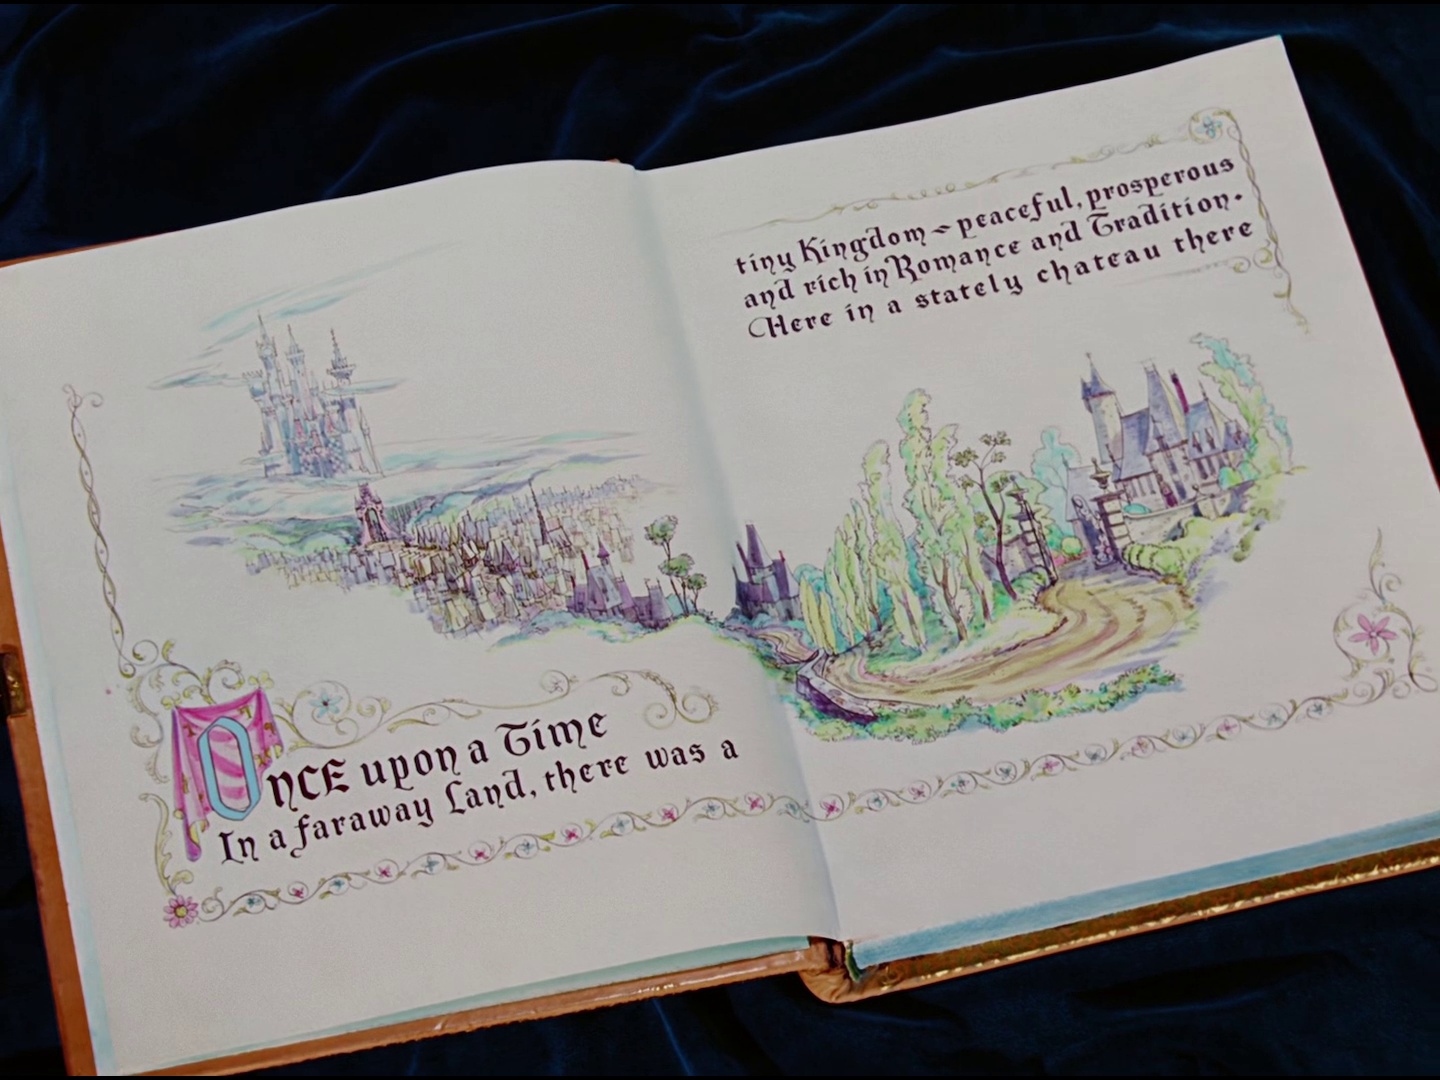 ONCE upon a Time
In a faraway Land, there was a
tiny Kingdom ~ peaceful, prosperous
and rich in Romance and Tradition.
Here in a stately chateau there